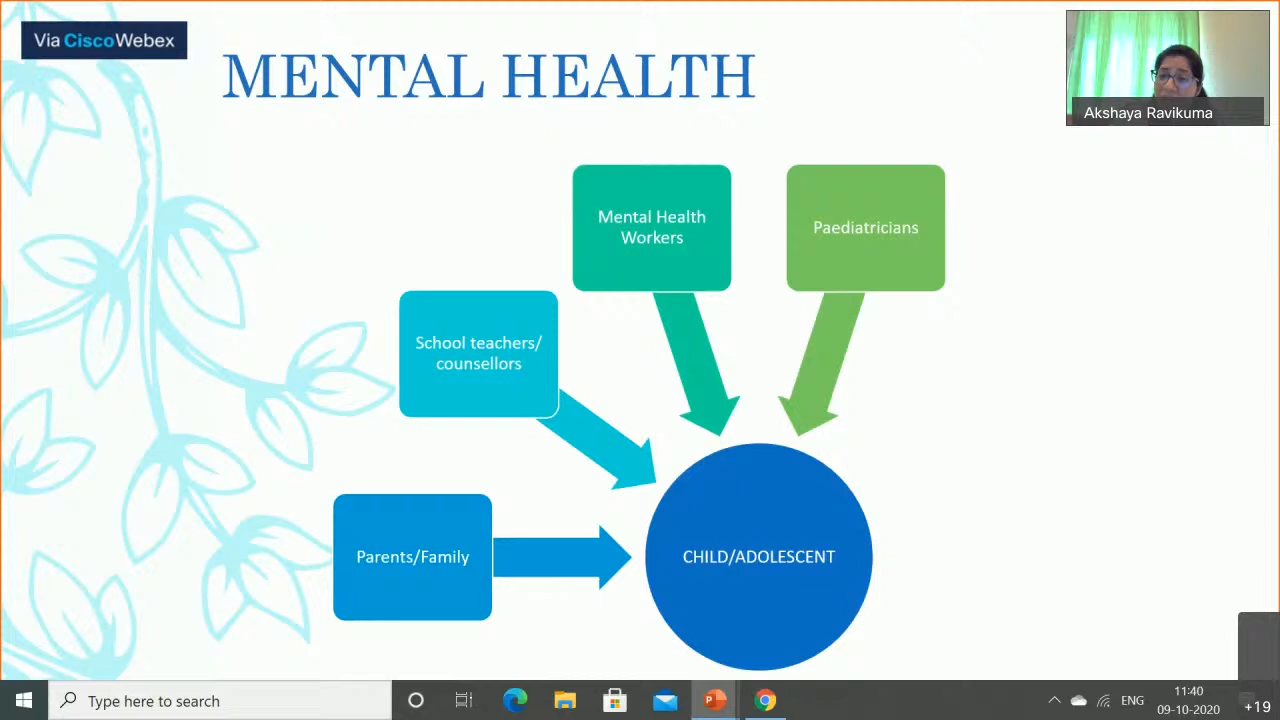 Via CiscoWebex
MENTAL HEALTH
Akshaya Ravikuma
Mental Health
Workers
Paediatricians
School teachers/
counsellors
Parents/Family
CHILD/ADOLESCENT
Type here to search
ENG
11:40
09-10-2020
+19